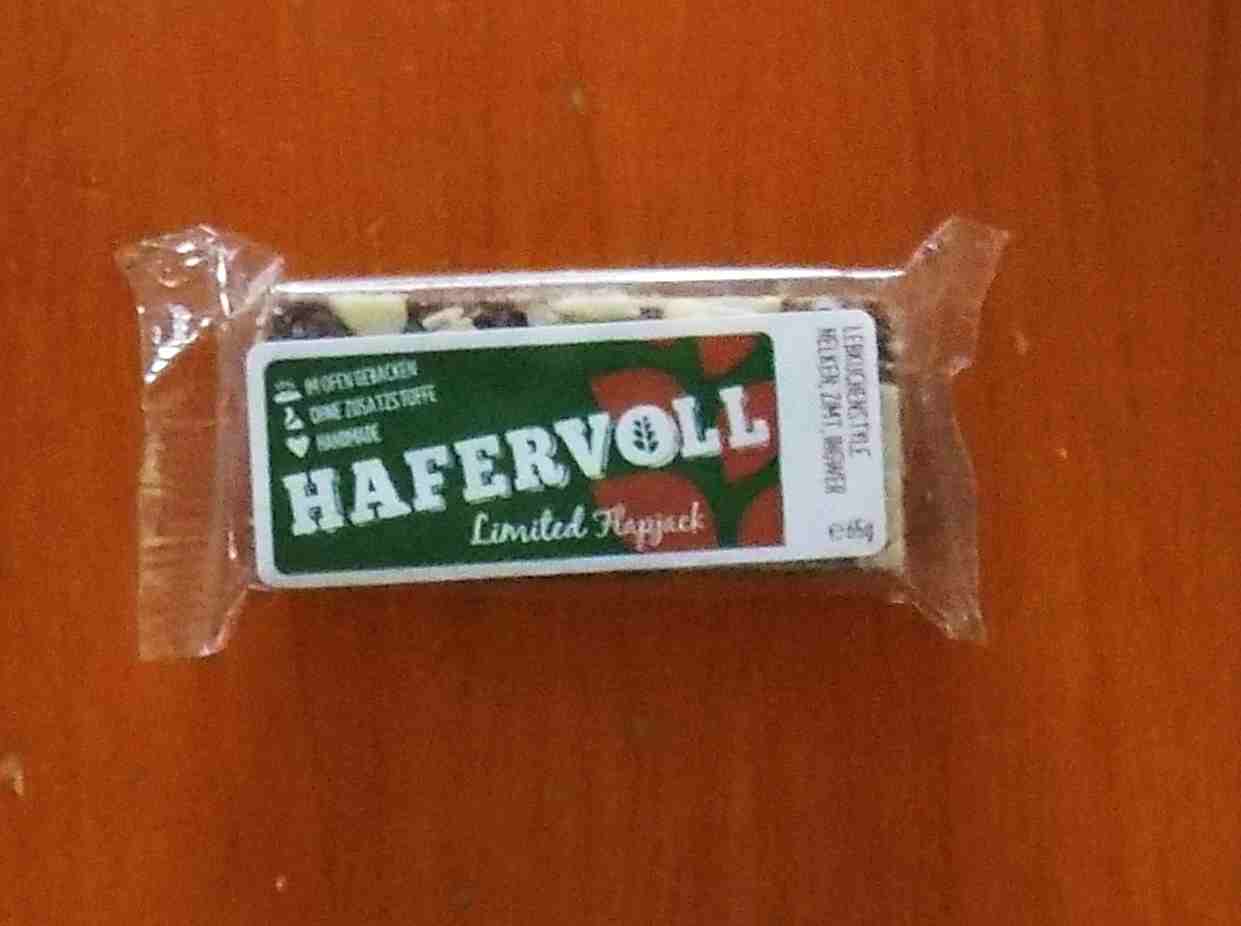 IM OFEN GEBACKEN
OHNE ZUSATZSTOFFE
HANDMADE
HAFERVOLL
Limited Flapjack
LEBKUCHENSTYLE
NELKEN, ZIMT, INGWER
℮ 65g